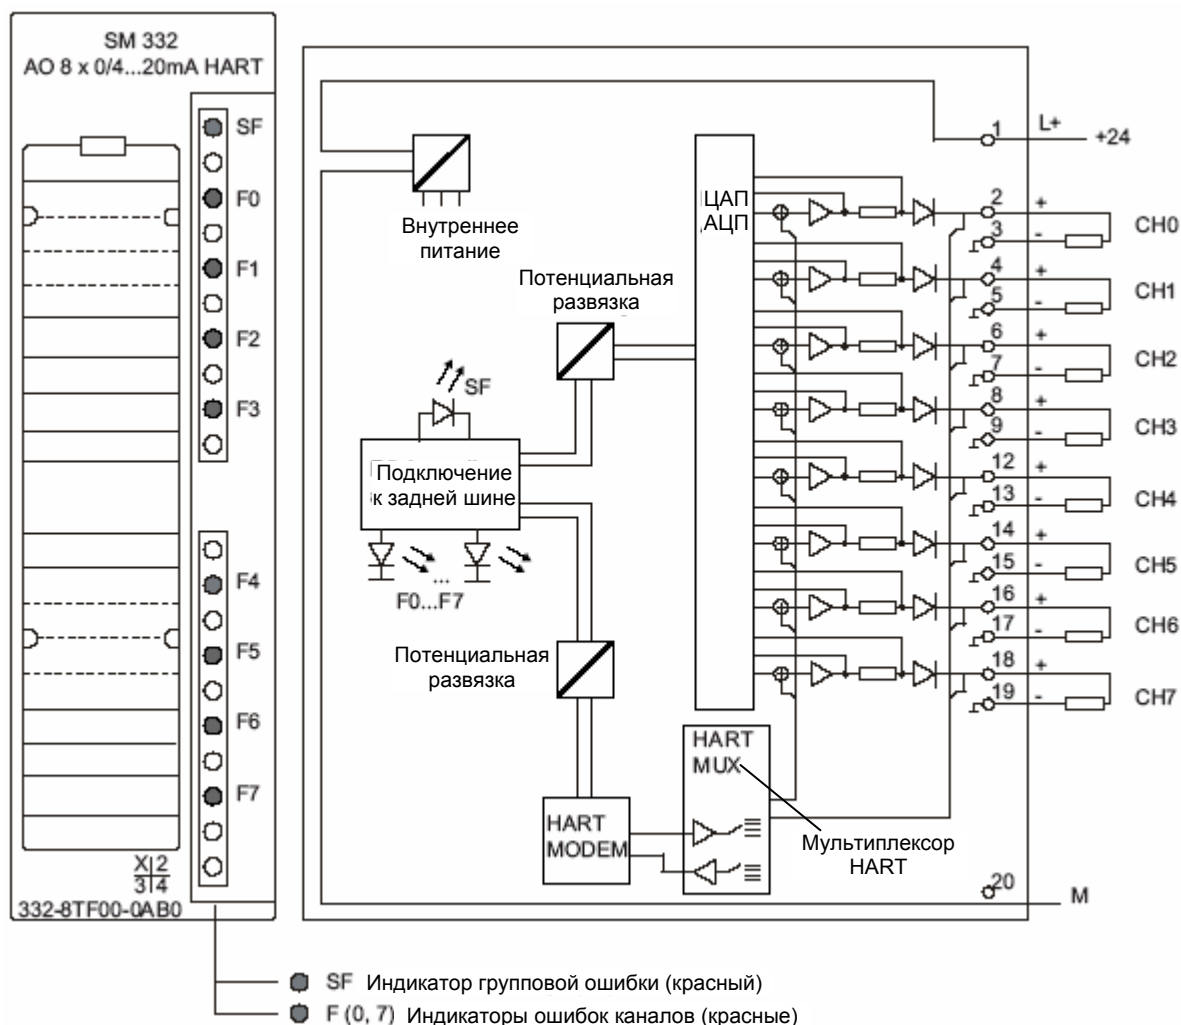 SM 332
AO 8 x 0/4...20mA HART
SF
F0
F1
F2
F3
F4
F5
F6
F7
X 2
3 4
332-8TF00-0AB0
Внутреннее
питание
Потенциальная
развязка
SF
Подключение
к задней шине
F0...F7
Потенциальная
развязка
HART
MODEM
HART
MUX
Мультиплексор
HART
ЦАП
АЦП
1 L+ +24
2 +
3 -
CH0
4 +
5 -
CH1
6 +
7 -
CH2
8 +
9 -
CH3
12 +
13 -
CH4
14 +
15 -
CH5
16 +
17 -
CH6
18 +
19 -
CH7
20 M
SF Индикатор групповой ошибки (красный)
F (0, 7) Индикаторы ошибок каналов (красные)